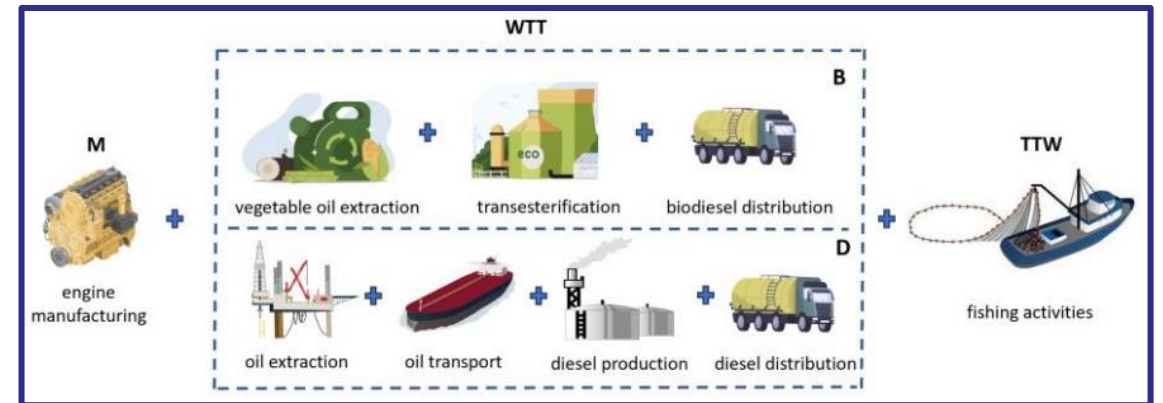 WTT
B
M
TTW
eco
vegetable oil extraction
transesterification
biodiesel distribution
D
engine
manufacturing
fishing activities
oil extraction
oil transport
diesel production
diesel distribution